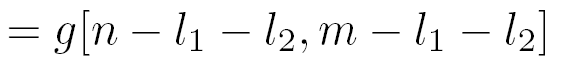 = g[n − l₁ − l₂, m − l₁ − l₂]